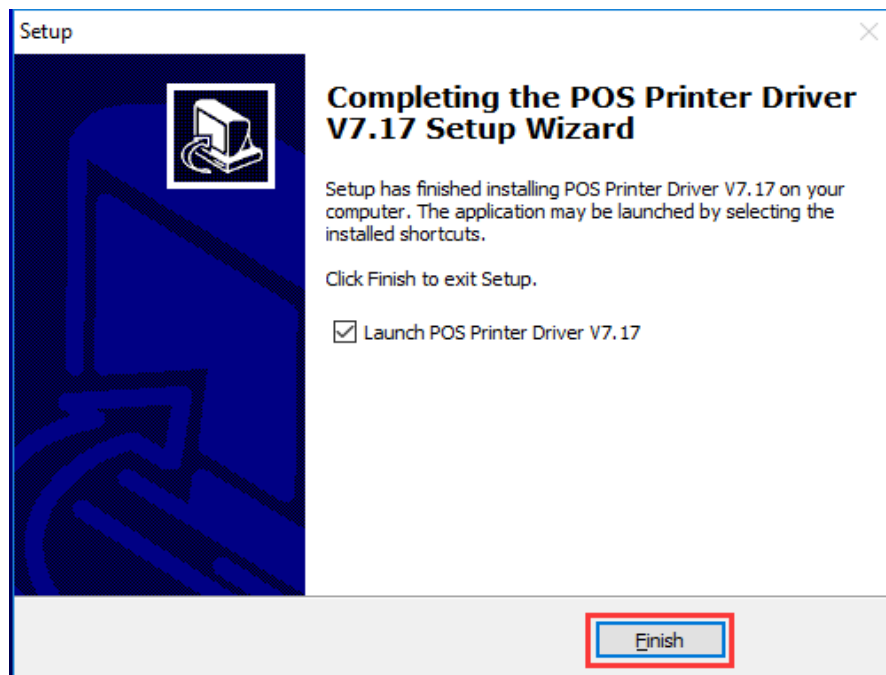 Setup
Completing the POS Printer Driver
V7.17 Setup Wizard
Setup has finished installing POS Printer Driver V7.17 on your
computer. The application may be launched by selecting the
installed shortcuts.
Click Finish to exit Setup.
Launch POS Printer Driver V7.17
Finish